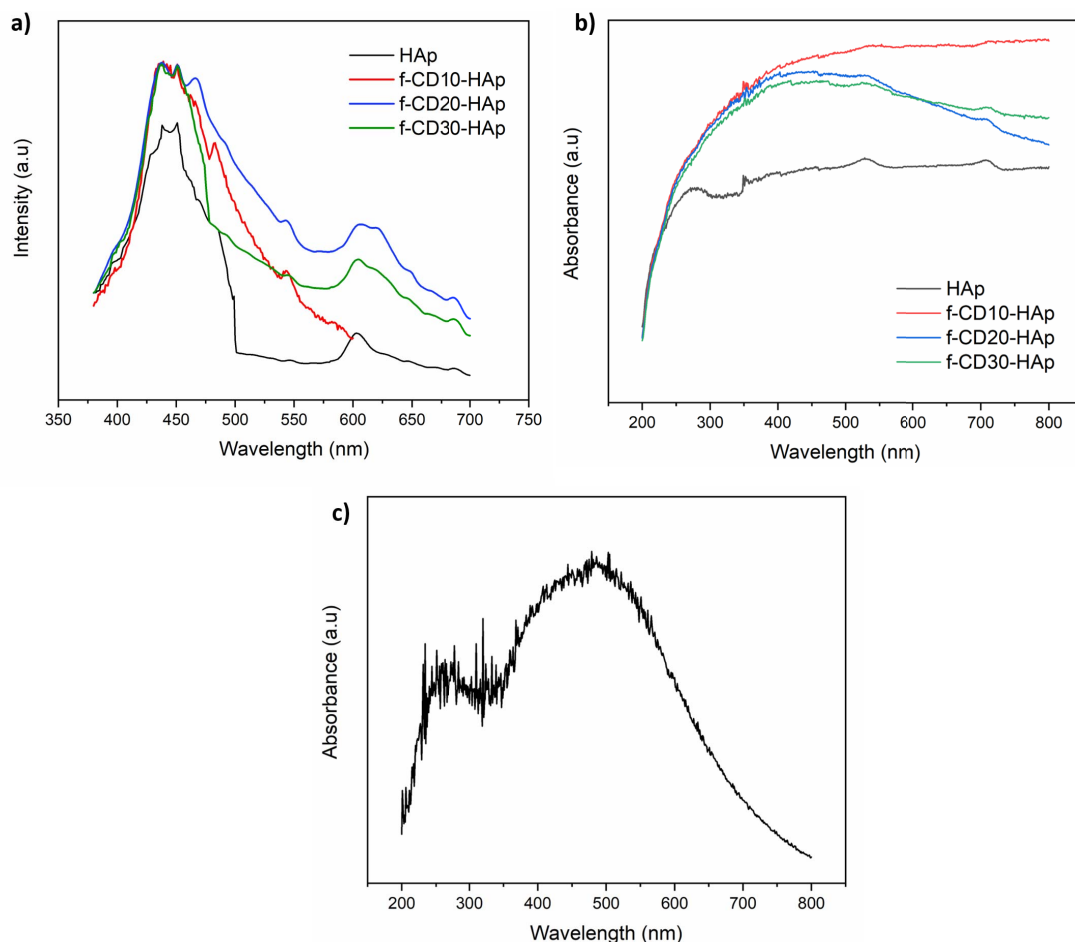 a)
HAp
f-CD10-HAp
f-CD20-HAp
f-CD30-HAp
Intensity (a.u)
350 400 450 500 550 600 650 700 750
Wavelength (nm)
b)
Absorbance (a.u)
HAp
f-CD10-HAp
f-CD20-HAp
f-CD30-HAp
200 300 400 500 600 700 800
Wavelength (nm)
c)
Absorbance (a.u)
200 300 400 500 600 700 800
Wavelength (nm)